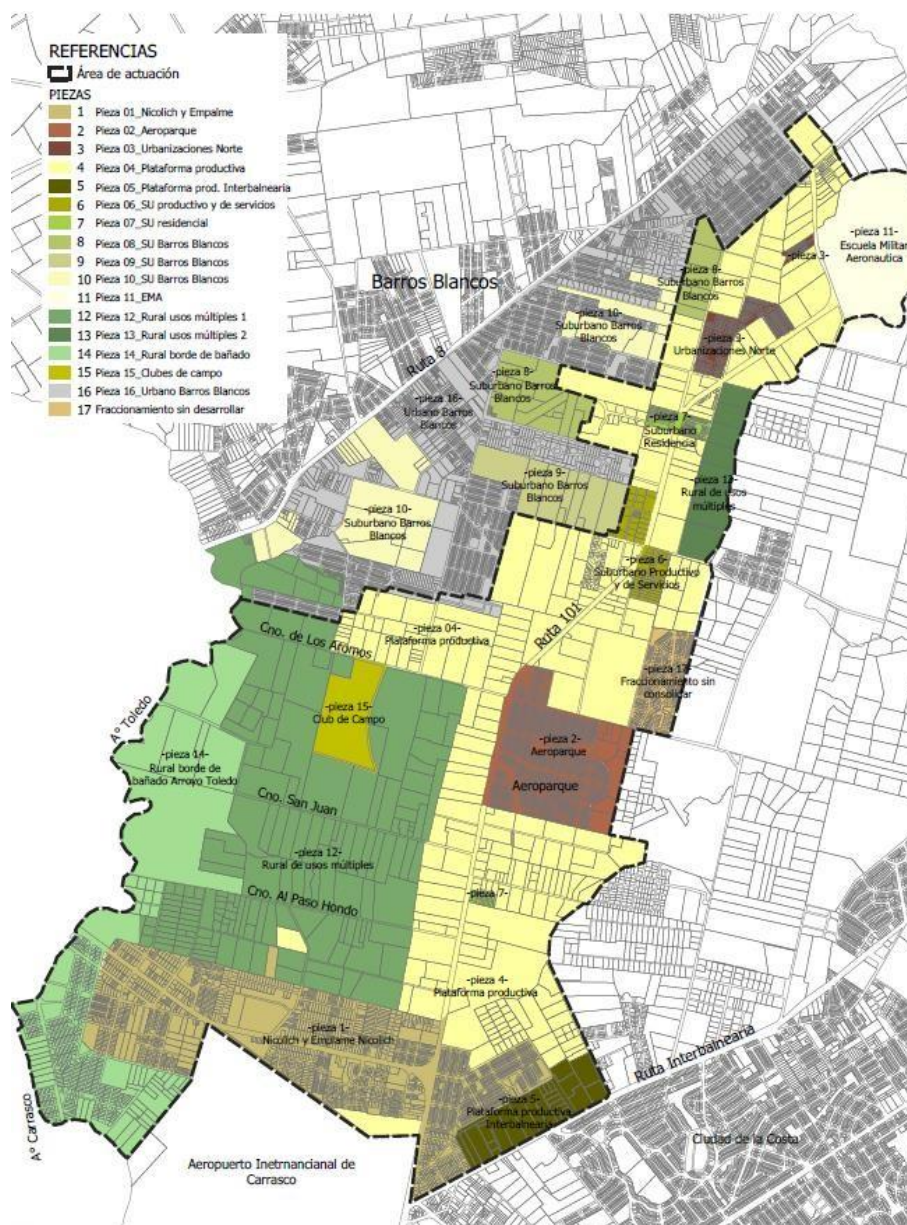 REFERENCIAS
Área de actuación
PIEZAS
1 Pieza 01_Nicolich y Empalme
2 Pieza 02_Aeroparque
3 Pieza 03_Urbanizaciones Norte
4 Pieza 04_Plataforma productiva
5 Pieza 05_Plataforma prod. Interbalnearia
6 Pieza 06_SU productivo y de servicios
7 Pieza 07_SU residencial
8 Pieza 08_SU Barros Blancos
9 Pieza 09_SU Barros Blancos
10 Pieza 10_SU Barros Blancos
11 Pieza 11_EMA
12 Pieza 12_Rural usos múltiples 1
13 Pieza 13_Rural usos múltiples 2
14 Pieza 14_Rural borde de bañado
15 Pieza 15_Clubes de campo
16 Pieza 16_Urbano Barros Blancos
17 Fraccionamiento sin desarrollar
-pieza 11-
Escuela Militar
Aeronautica
-pieza 3-
-pieza 8-
Suburbano Barros
Blancos
Barros Blancos
-pieza 10-
Suburbano Barros
Blancos
-pieza 3-
Urbanizaciones Norte
Ruta 8
-pieza 8-
Suburbano Barros
Blancos
-pieza 16-
Urbano Barros
Blancos
-pieza 7-
Suburbano
Residencia
-pieza 9-
Suburbano Barros
Blancos
-pieza 13-
Rural de usos
múltiples
-pieza 10-
Suburbano Barros
Blancos
-pieza 6-
Suburbano Productivo
y de Servicios
Ruta 101
Cno. de Los Aromos
-pieza 04-
Plataforma productiva
-pieza 17-
Fraccionamiento sin
consolidar
-pieza 15-
Club de Campo
Aº Toledo
-pieza 2-
Aeroparque
-pieza 14-
Rural borde de
bañado Arroyo Toledo
Aeroparque
Cno. San Juan
-pieza 12-
Rural de usos múltiples
Cno. Al Paso Hondo
-pieza 7-
-pieza 4-
Plataforma productiva
-pieza 1-
Nicolich y Empalme Nicolich
Ruta Interbalnearia
-pieza 5-
Plataforma productiva
Interbalnearia
Aº Carrasco
Ciudad de la Costa
Aeropuerto Inetrnancianal de
Carrasco